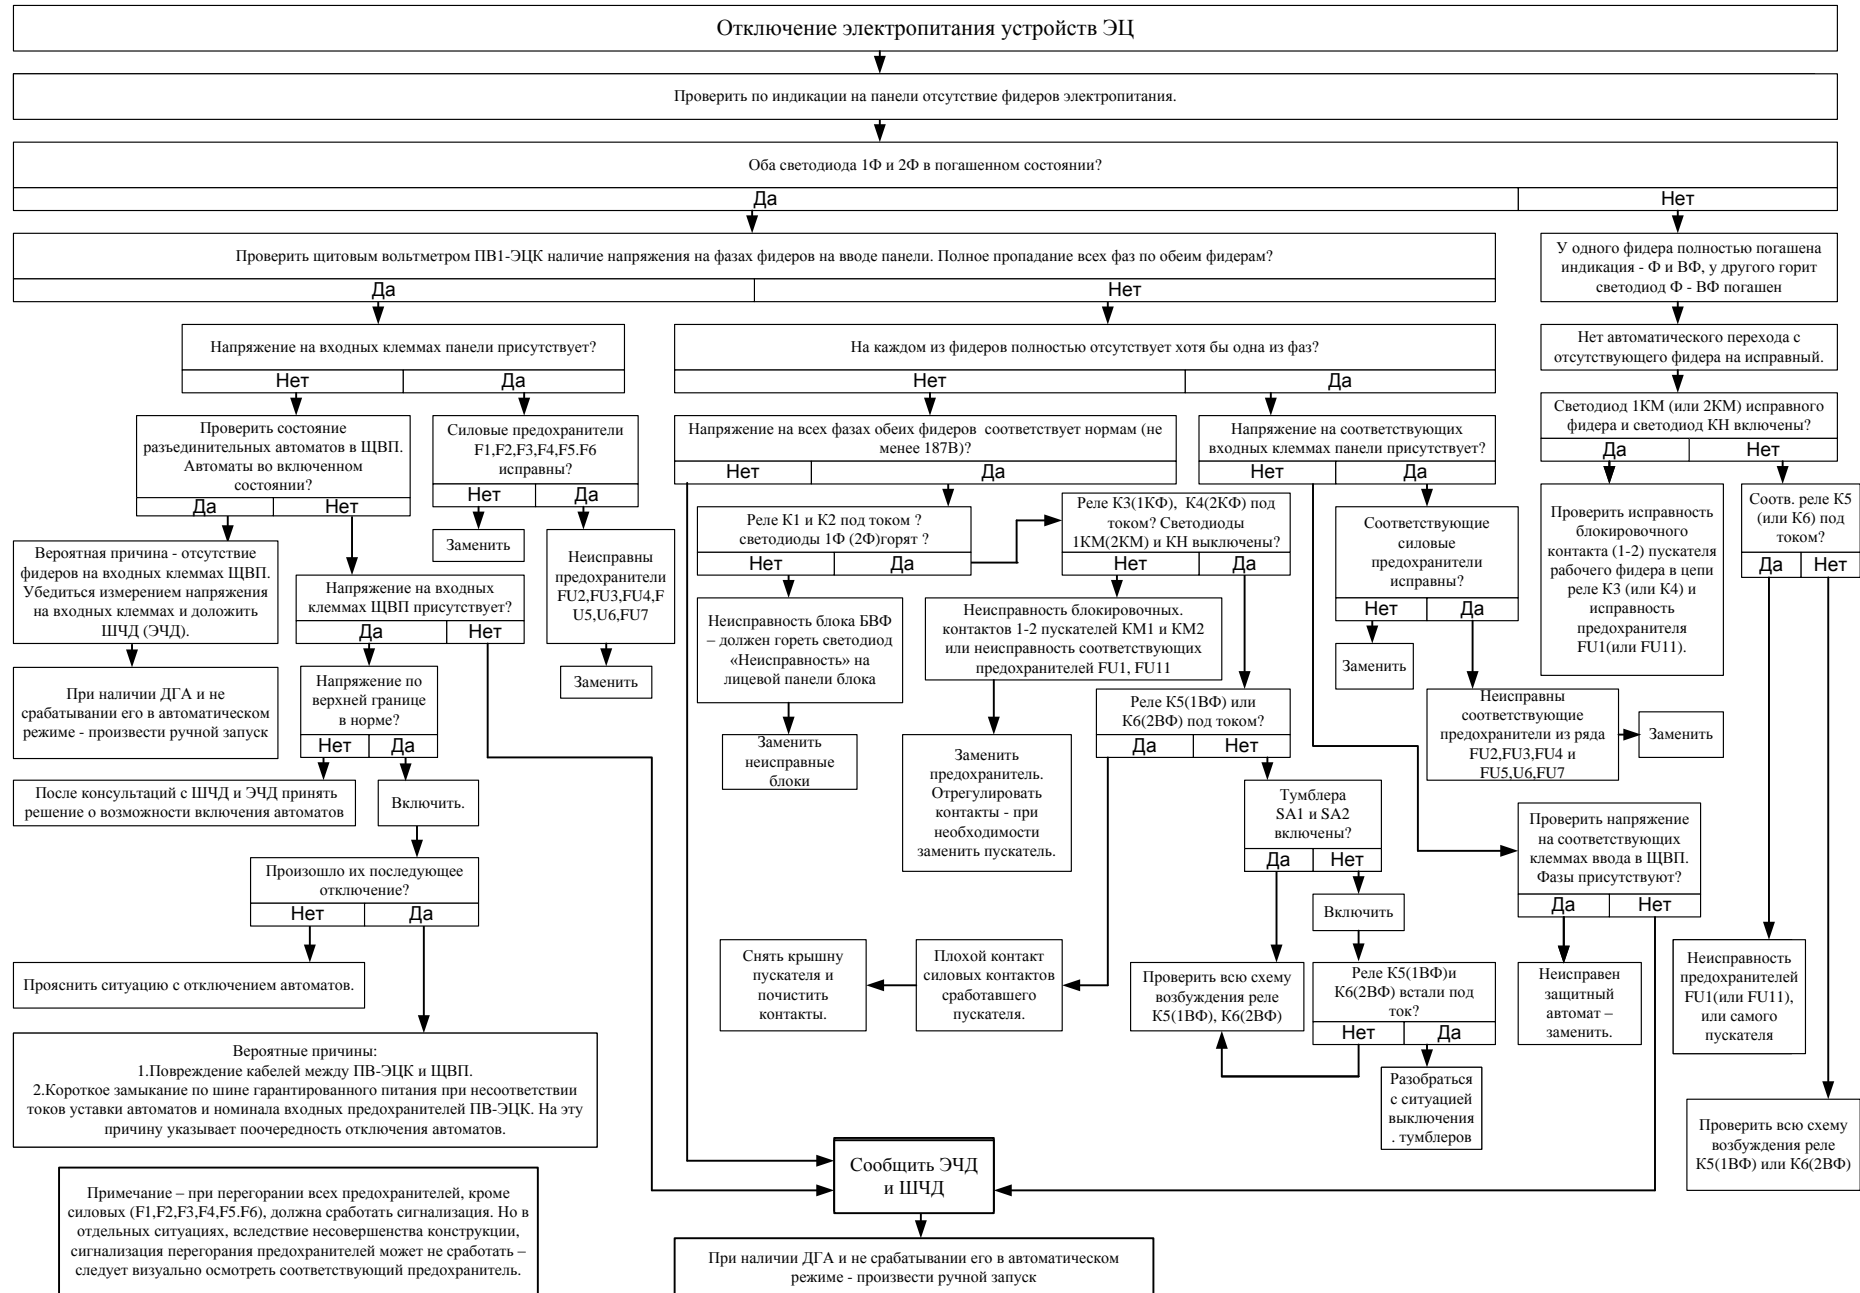 Отключение электропитания устройств ЭЦ
Проверить по индикации на панели отсутствие фидеров электропитания.
Оба светодиода 1Ф и 2Ф в погашенном состоянии?
Да
Нет
Проверить щитовым вольтметром ПВ1-ЭЦК наличие напряжения на фазах фидеров на вводе панели. Полное пропадание всех фаз по обеим фидерам?
Да
Нет
У одного фидера полностью погашена
индикация - Ф и ВФ, у другого горит
светодиод Ф - ВФ погашен
Напряжение на входных клеммах панели присутствует?
Нет
Да
На каждом из фидеров полностью отсутствует хотя бы одна из фаз?
Нет
Да
Нет автоматического перехода с
отсутствующего фидера на исправный.
Проверить состояние
разъединительных автоматов в ЩВП.
Автоматы во включенном
состоянии?
Да
Нет
Силовые предохранители
F1,F2,F3,F4,F5.F6
исправны?
Нет
Да
Напряжение на всех фазах обеих фидеров соответствует нормам (не
менее 187В)?
Нет
Да
Напряжение на соответствующих
входных клеммах панели присутствует?
Нет
Да
Светодиод 1КМ (или 2КМ) исправного
фидера и светодиод КН включены?
Да
Нет
Вероятная причина - отсутствие
фидеров на входных клеммах ЩВП.
Убедиться измерением напряжения
на входных клеммах и доложить
ШЧД (ЭЧД).
Напряжение на входных
клеммах ЩВП присутствует?
Да
Нет
Заменить
Неисправны
предохранители
FU2,FU3,FU4,F
U5,U6,FU7
Реле К1 и К2 под током ?
светодиоды 1Ф (2Ф)горят ?
Нет
Да
Реле К3(1КФ), К4(2КФ) под
током? Светодиоды
1КМ(2КМ) и КН выключены?
Нет
Да
Соответствующие
силовые
предохранители
исправны?
Нет
Да
Проверить исправность
блокировочного
контакта (1-2) пускателя
рабочего фидера в цепи
реле К3 (или К4) и
исправность
предохранителя
FU1(или FU11).
Соотв. реле К5
(или К6) под
током?
Да
Нет
При наличии ДГА и не
срабатывании его в автоматическом
режиме - произвести ручной запуск
Напряжение по
верхней границе
в норме?
Нет
Да
Заменить
Неисправность блока БВФ
– должен гореть светодиод
«Неисправность» на
лицевой панели блока
Неисправность блокировочных.
контактов 1-2 пускателей КМ1 и КМ2
или неисправность соответствующих
предохранителей FU1, FU11
Заменить
Неисправны
соответствующие
предохранители из ряда
FU2,FU3,FU4 и
FU5,U6,FU7
Заменить
Реле К5(1ВФ) или
К6(2ВФ) под током?
Да
Нет
Заменить
неисправные
блоки
Заменить
предохранитель.
Отрегулировать
контакты - при
необходимости
заменить пускатель.
После консультаций с ШЧД и ЭЧД принять
решение о возможности включения автоматов
Включить.
Тумблера
SA1 и SA2
включены?
Да
Нет
Проверить напряжение
на соответствующих
клеммах ввода в ЩВП.
Фазы присутствуют?
Да
Нет
Произошло их последующее
отключение?
Нет
Да
Включить
Прояснить ситуацию с отключением автоматов.
Снять крышну
пускателя и
почистить
контакты.
Плохой контакт
силовых контактов
сработавшего
пускателя.
Проверить всю схему
возбуждения реле
К5(1ВФ), К6(2ВФ)
Реле К5(1ВФ)и
К6(2ВФ) встали под
ток?
Нет
Да
Неисправен
защитный
автомат –
заменить.
Неисправность
предохранителей
FU1(или FU11),
или самого
пускателя
Вероятные причины:
1.Повреждение кабелей между ПВ-ЭЦК и ЩВП.
2.Короткое замыкание по шине гарантированного питания при несоответствии
токов уставки автоматов и номинала входных предохранителей ПВ-ЭЦК. На эту
причину указывает поочередность отключения автоматов.
Разобраться
с ситуацией
выключения
. тумблеров
Проверить всю схему
возбуждения реле
К5(1ВФ) или К6(2ВФ)
Сообщить ЭЧД
и ШЧД
Примечание – при перегорании всех предохранителей, кроме
силовых (F1,F2,F3,F4,F5.F6), должна сработать сигнализация. Но в
отдельных ситуациях, вследствие несовершенства конструкции,
сигнализация перегорания предохранителей может не сработать –
следует визуально осмотреть соответствующий предохранитель.
При наличии ДГА и не срабатывании его в автоматическом
режиме - произвести ручной запуск